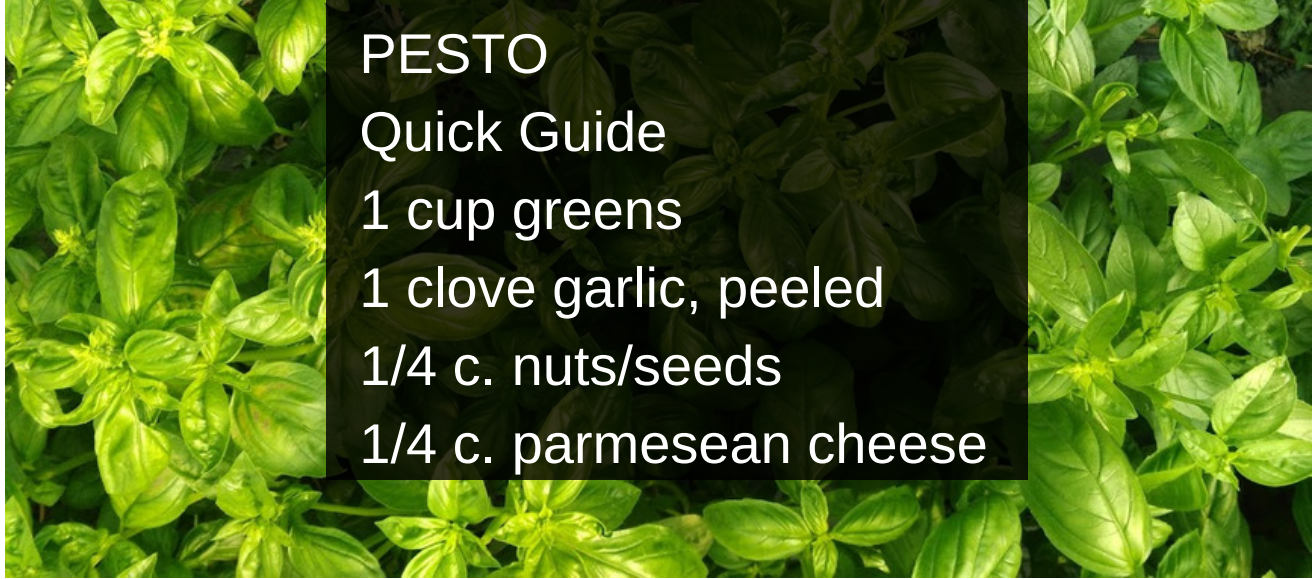 PESTO
Quick Guide
1 cup greens
1 clove garlic, peeled
1/4 c. nuts/seeds
1/4 c. parmesean cheese